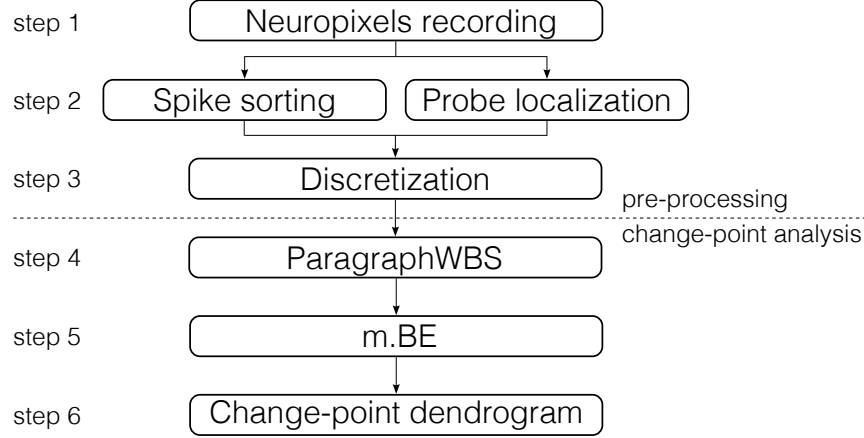 step 1
Neuropixels recording
step 2
Spike sorting
Probe localization
step 3
Discretization
pre-processing
change-point analysis
step 4
ParagraphWBS
step 5
m.BE
step 6
Change-point dendrogram